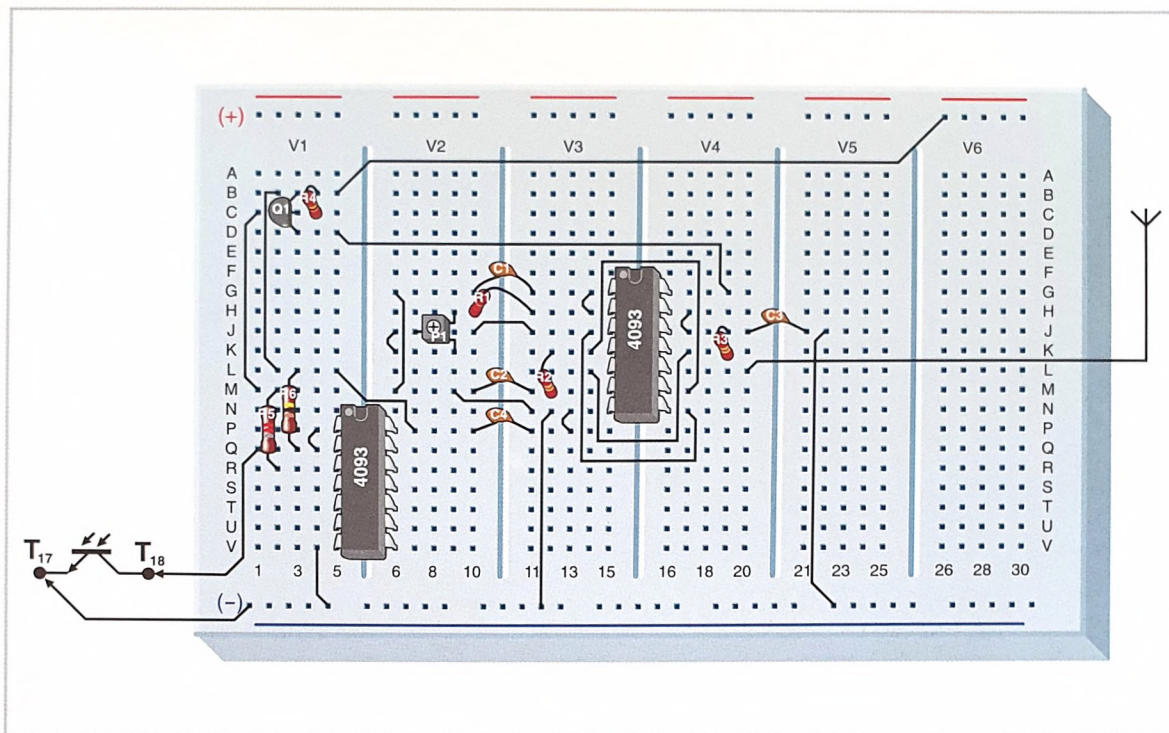 (+)
V1 V2 V3 V4 V5 V6
A A
B B
Q1 R4
C C
D D
E E
F F
C1
G G
R1
H H
P1 4093 R3 C3
J J
K K
L L
C2 R2
M M
R5 R6
N N
C4
P P
Q Q
4093
R R
S S
T T
U U
V V
T17 T18
1 3 5 6 8 10 11 13 15 16 18 20 21 23 25 26 28 30
(-)